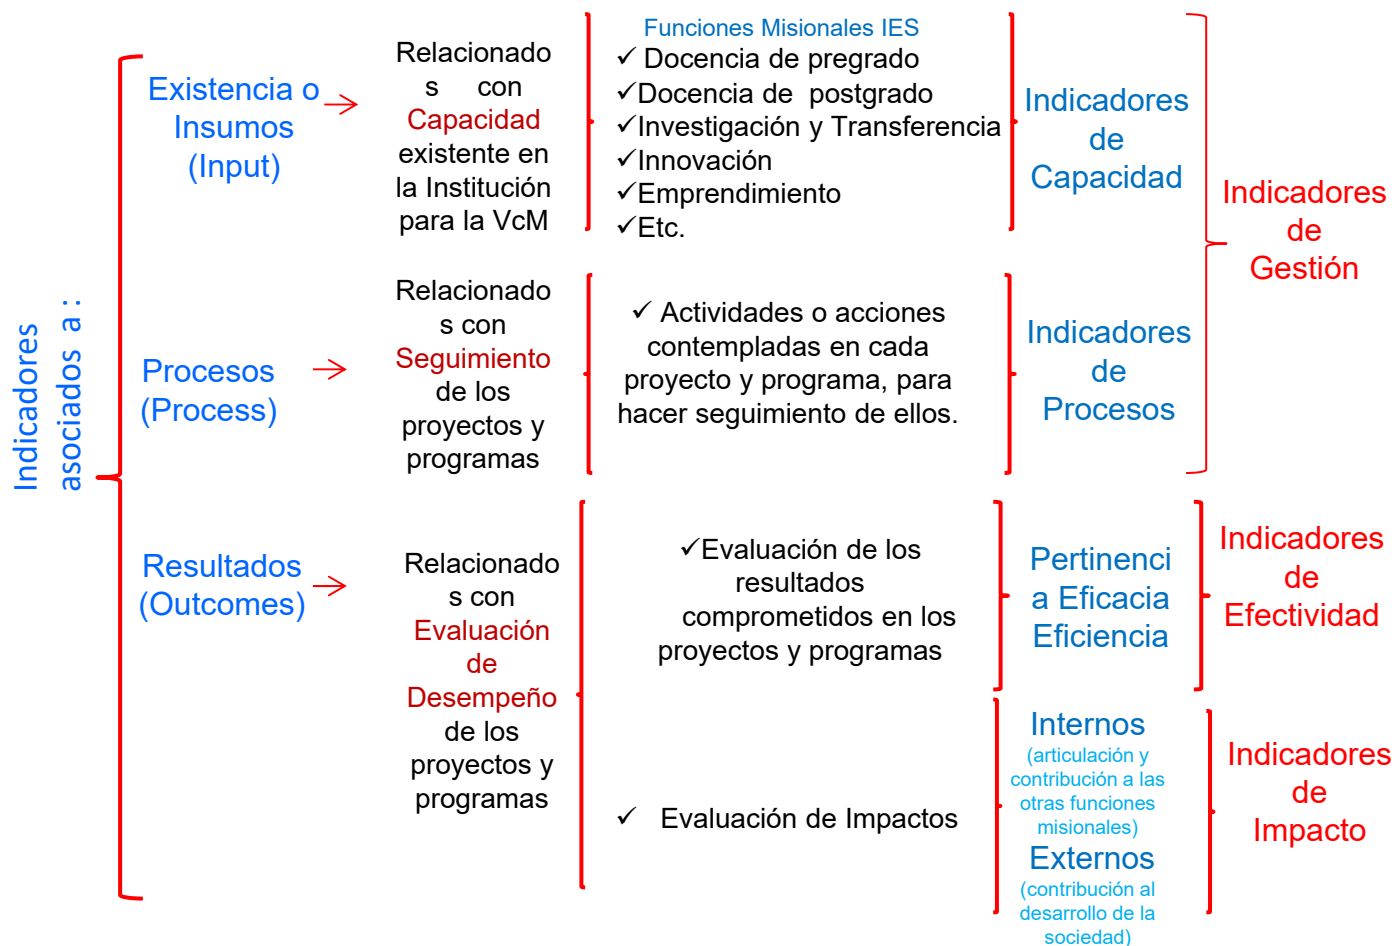 Indicadores
asociados a :
Existencia o
Insumos
(Input)
Relacionado
s con
Capacidad
existente en
la Institución
para la VcM
Funciones Misionales IES
✓ Docencia de pregrado
✓Docencia de postgrado
✓Investigación y Transferencia
✓Innovación
✓Emprendimiento
✓Etc.
Indicadores
de
Capacidad
Indicadores
de
Gestión
Procesos
(Process)
Relacionado
s con
Seguimiento
de los
proyectos y
programas
✓ Actividades o acciones
contempladas en cada
proyecto y programa, para
hacer seguimiento de ellos.
Indicadores
de
Procesos
Resultados
(Outcomes)
Relacionado
s con
Evaluación
de
Desempeño
de los
proyectos y
programas
✓Evaluación de los
resultados
comprometidos en los
proyectos y programas
Pertinenci
a Eficacia
Eficiencia
Indicadores
de
Efectividad
✓ Evaluación de Impactos
Internos
(articulación y
contribución a las
otras funciones
misionales)
Externos
(contribución al
desarrollo de la
sociedad)
Indicadores
de
Impacto